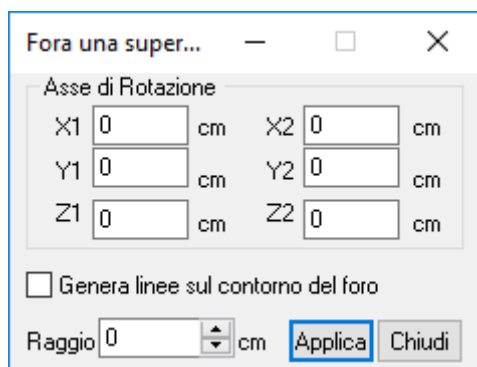 Fora una super...
Asse di Rotazione
X1 0 cm X2 0 cm
Y1 0 cm Y2 0 cm
Z1 0 cm Z2 0 cm
Genera linee sul contorno del foro
Raggio 0 cm Applica Chiudi